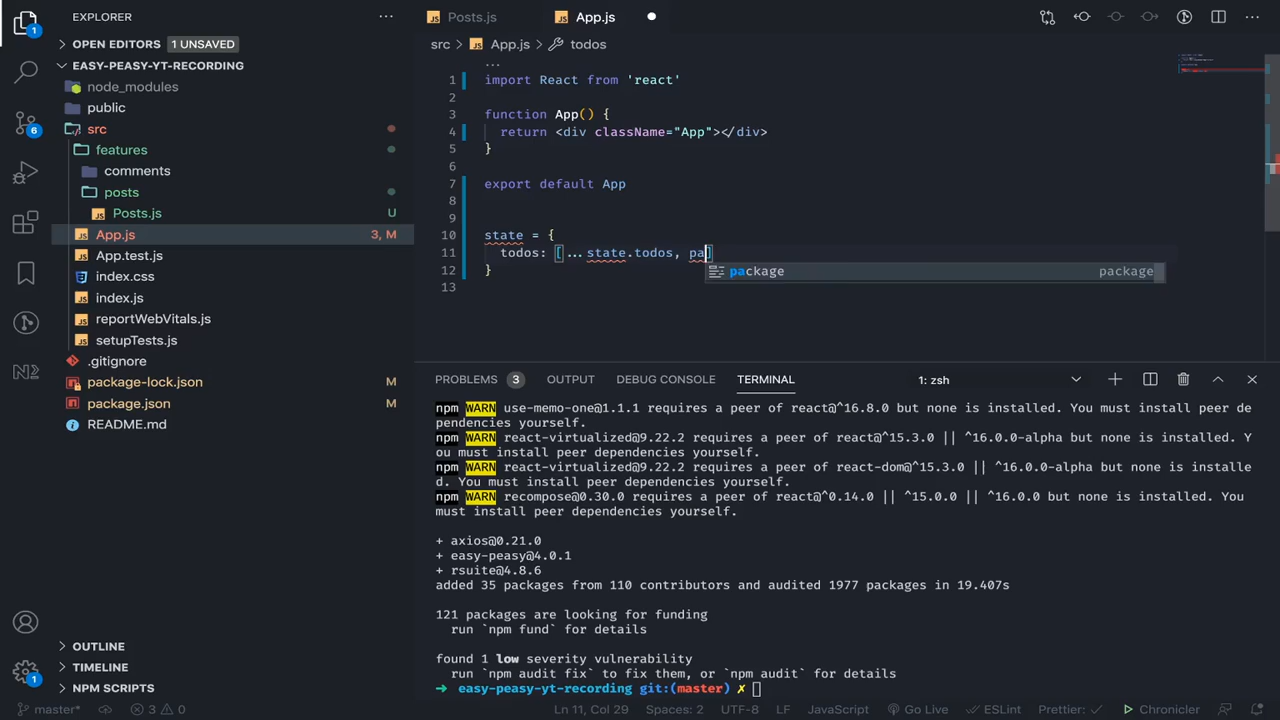 EXPLORER
OPEN EDITORS 1 UNSAVED
EASY-PEASY-YT-RECORDING
node_modules
public
src
features
comments
posts
Posts.js U
App.js 3, M
App.test.js
index.css
index.js
reportWebVitals.js
setupTests.js
.gitignore
package-lock.json M
package.json M
README.md
OUTLINE
TIMELINE
NPM SCRIPTS
1
6
1
JS Posts.js JS App.js
src > JS App.js > todos
1 import React from 'react'
2
3 function App() {
4 return <div className="App"></div>
5 }
6
7 export default App
8
9
10 state = {
11 todos: [...state.todos, pa]
12 }
13
package package
PROBLEMS 3 OUTPUT DEBUG CONSOLE TERMINAL 1: zsh
npm WARN use-memo-one@1.1.1 requires a peer of react@^16.8.0 but none is installed. You must install peer de
pendencies yourself.
npm WARN react-virtualized@9.22.2 requires a peer of react@^15.3.0 || ^16.0.0-alpha but none is installed. Y
ou must install peer dependencies yourself.
npm WARN react-virtualized@9.22.2 requires a peer of react-dom@^15.3.0 || ^16.0.0-alpha but none is installe
d. You must install peer dependencies yourself.
npm WARN recompose@0.30.0 requires a peer of react@^0.14.0 || ^15.0.0 || ^16.0.0 but none is installed. You
must install peer dependencies yourself.
+ axios@0.21.0
+ easy-peasy@4.0.1
+ rsuite@4.8.6
added 35 packages from 110 contributors and audited 1977 packages in 19.407s
121 packages are looking for funding
run `npm fund` for details
found 1 low severity vulnerability
run `npm audit fix` to fix them, or `npm audit` for details
➜ easy-peasy-yt-recording git:(master) ✗
master* 3 0 Ln 11, Col 29 Spaces: 2 UTF-8 LF JavaScript Go Live ESLint Prettier: ✓ Chronicler